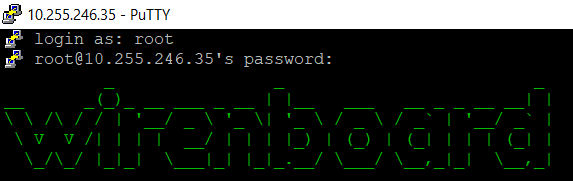 10.255.246.35 - PuTTY
login as: root
root@10.255.246.35's password:
wirenboard